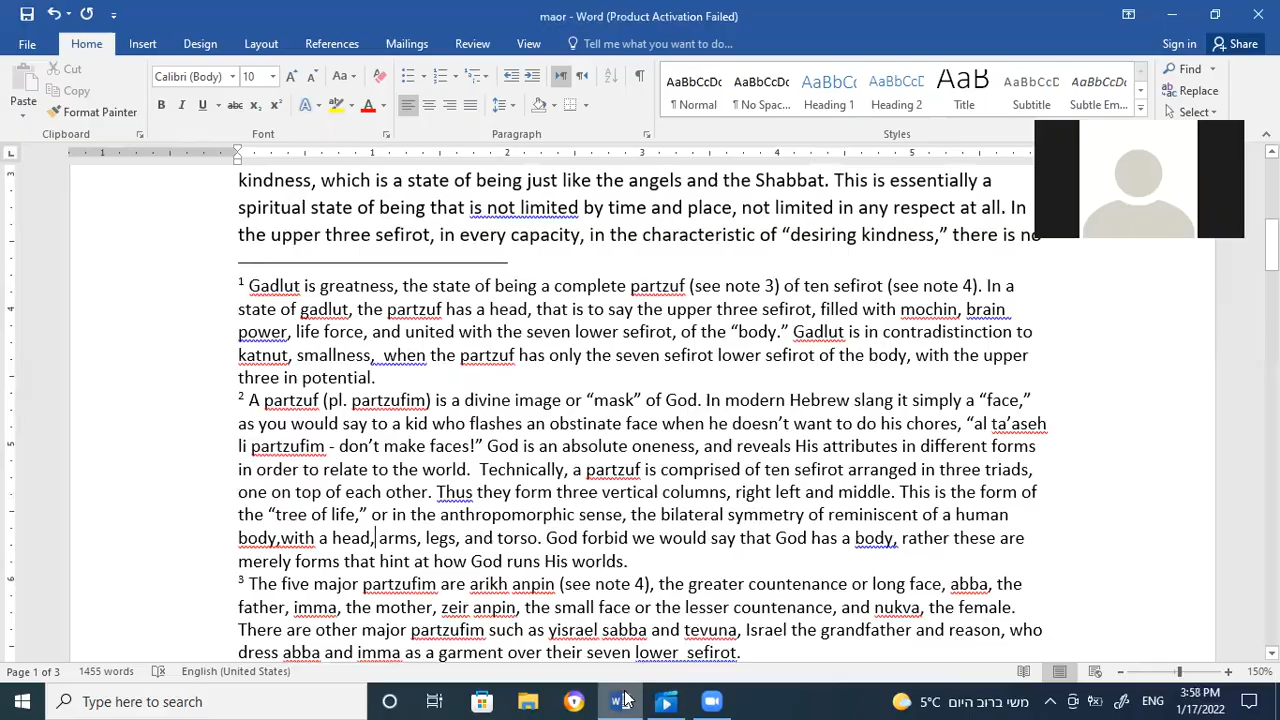 maor - Word (Product Activation Failed)
File Home Insert Design Layout References Mailings Review View Tell me what you want to do... Sign in Share
Cut Calibri (Body) 10 Aa AaBbCcDc AaBbCcDc AaBbCc AaBbCcC AaB AaBbCcC AaBbCcDc Find
Paste Copy ¶ Normal ¶ No Spac... Heading 1 Heading 2 Title Subtitle Subtle Em... Replace
Format Painter B I U abc x₂ x² A Select
Clipboard Font Paragraph Styles
1 1 2 3 4 5
kindness, which is a state of being just like the angels and the Shabbat. This is essentially a
spiritual state of being that is not limited by time and place, not limited in any respect at all. In
the upper three sefirot, in every capacity, in the characteristic of “desiring kindness,” there is no
1 Gadlut is greatness, the state of being a complete partzuf (see note 3) of ten sefirot (see note 4). In a
state of gadlut, the partzuf has a head, that is to say the upper three sefirot, filled with mochin, brain
power, life force, and united with the seven lower sefirot, of the “body.” Gadlut is in contradistinction to
katnut, smallness, when the partzuf has only the seven sefirot lower sefirot of the body, with the upper
three in potential.
2 A partzuf (pl. partzufim) is a divine image or “mask” of God. In modern Hebrew slang it simply a “face,”
as you would say to a kid who flashes an obstinate face when he doesn’t want to do his chores, “al ta’aseh
li partzufim - don’t make faces!” God is an absolute oneness, and reveals His attributes in different forms
in order to relate to the world. Technically, a partzuf is comprised of ten sefirot arranged in three triads,
one on top of each other. Thus they form three vertical columns, right left and middle. This is the form of
the “tree of life,” or in the anthropomorphic sense, the bilateral symmetry of reminiscent of a human
body,with a head, arms, legs, and torso. God forbid we would say that God has a body, rather these are
merely forms that hint at how God runs His worlds.
3 The five major partzufim are arikh anpin (see note 4), the greater countenance or long face, abba, the
father, imma, the mother, zeir anpin, the small face or the lesser countenance, and nukva, the female.
There are other major partzufim such as yisrael sabba and tevuna, Israel the grandfather and reason, who
dress abba and imma as a garment over their seven lower sefirot.
Page 1 of 3 1455 words English (United States) 150%
Type here to search 5°C משי ברוב היום ENG 3:58 PM
1/17/2022